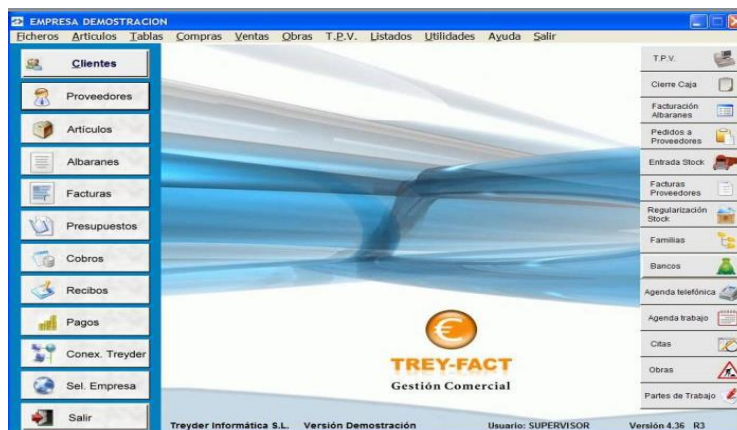 EMPRESA DEMOSTRACION
Ficheros Articulos Tablas Compras Ventas Obras T.P.V. Listados Utilidades Ayuda Salir
Clientes
Proveedores
Artículos
Albaranes
Facturas
Presupuestos
Cobros
Recibos
Pagos
Conex. Treyder
Sel. Empresa
Salir
T.P.V.
Cierre Caja
Facturación
Albaranes
Pedidos a
Proveedores
Entrada Stock
Facturas
Proveedores
Regularización
Stock
Familias
Bancos
Agenda telefónica
Agenda trabajo
Citas
Obras
Partes de Trabajo
€
TREY-FACT
Gestión Comercial
Treyder Informática S.L. Versión Demostración Usuario: SUPERVISOR Versión 4.36 R3